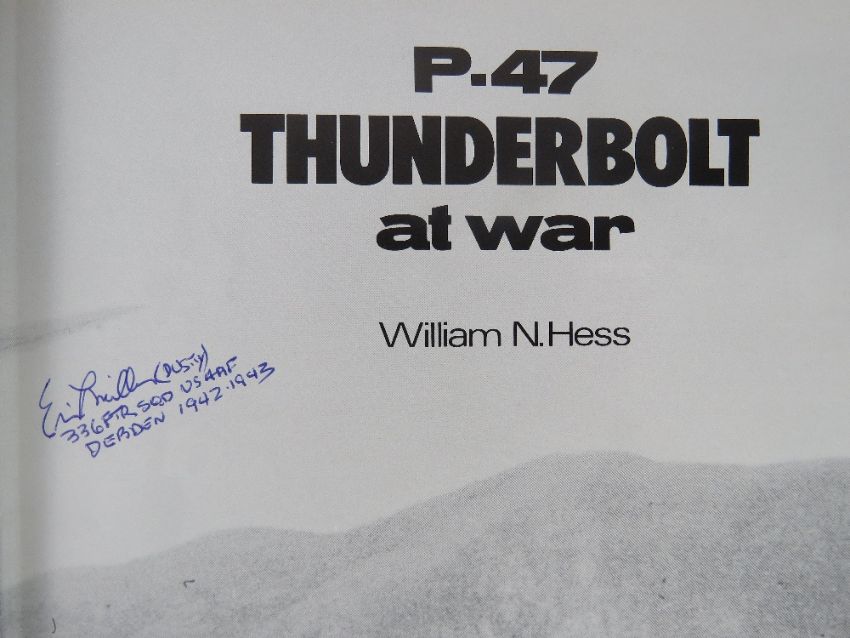 P-47
THUNDERBOLT
at war
William N. Hess
(DUSTY)
336 FTR SQD USAAF
DEBDEN 1942-1943